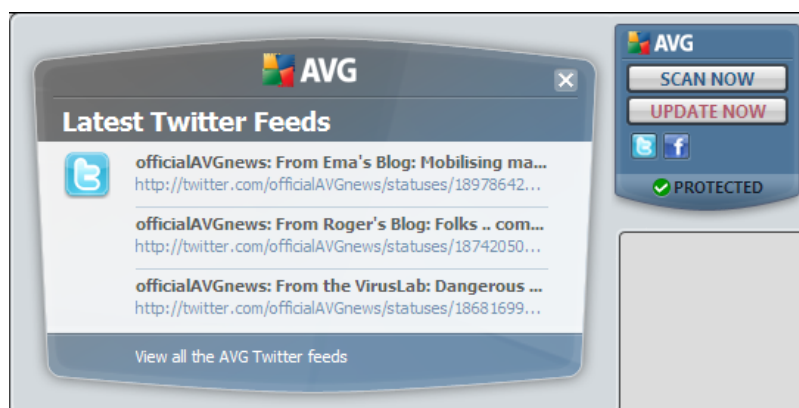 AVG
Latest Twitter Feeds
officialAVGnews: From Ema's Blog: Mobilising ma...
http://twitter.com/officialAVGnews/statuses/18978642...
officialAVGnews: From Roger's Blog: Folks .. com...
http://twitter.com/officialAVGnews/statuses/18742050...
officialAVGnews: From the VirusLab: Dangerous ...
http://twitter.com/officialAVGnews/statuses/18681699...
View all the AVG Twitter feeds
AVG
SCAN NOW
UPDATE NOW
PROTECTED